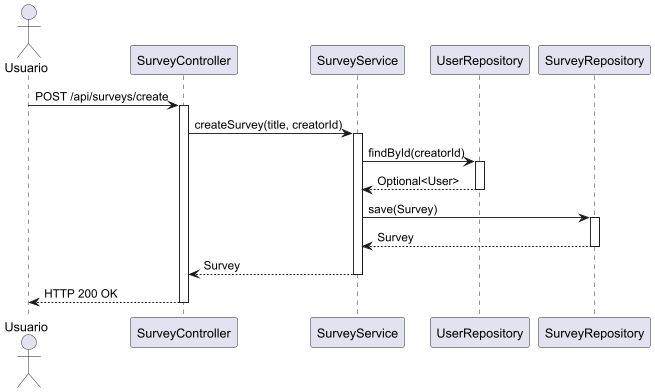 Usuario
SurveyController
SurveyService
UserRepository
SurveyRepository
POST /api/surveys/create
createSurvey(title, creatorId)
findById(creatorId)
Optional<User>
save(Survey)
Survey
Survey
HTTP 200 OK
Usuario
SurveyController
SurveyService
UserRepository
SurveyRepository